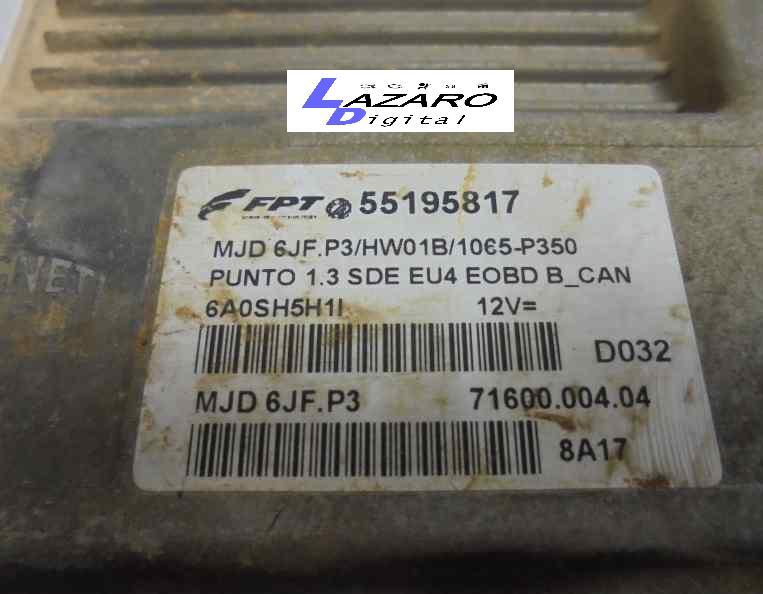 LAZARO
Digital
FPT 55195817
MJD 6JF.P3/HW01B/1065-P350
PUNTO 1.3 SDE EU4 EOBD B_CAN
6A0SH5H1I 12V=
D032
MJD 6JF.P3 71600.004.04
8A17